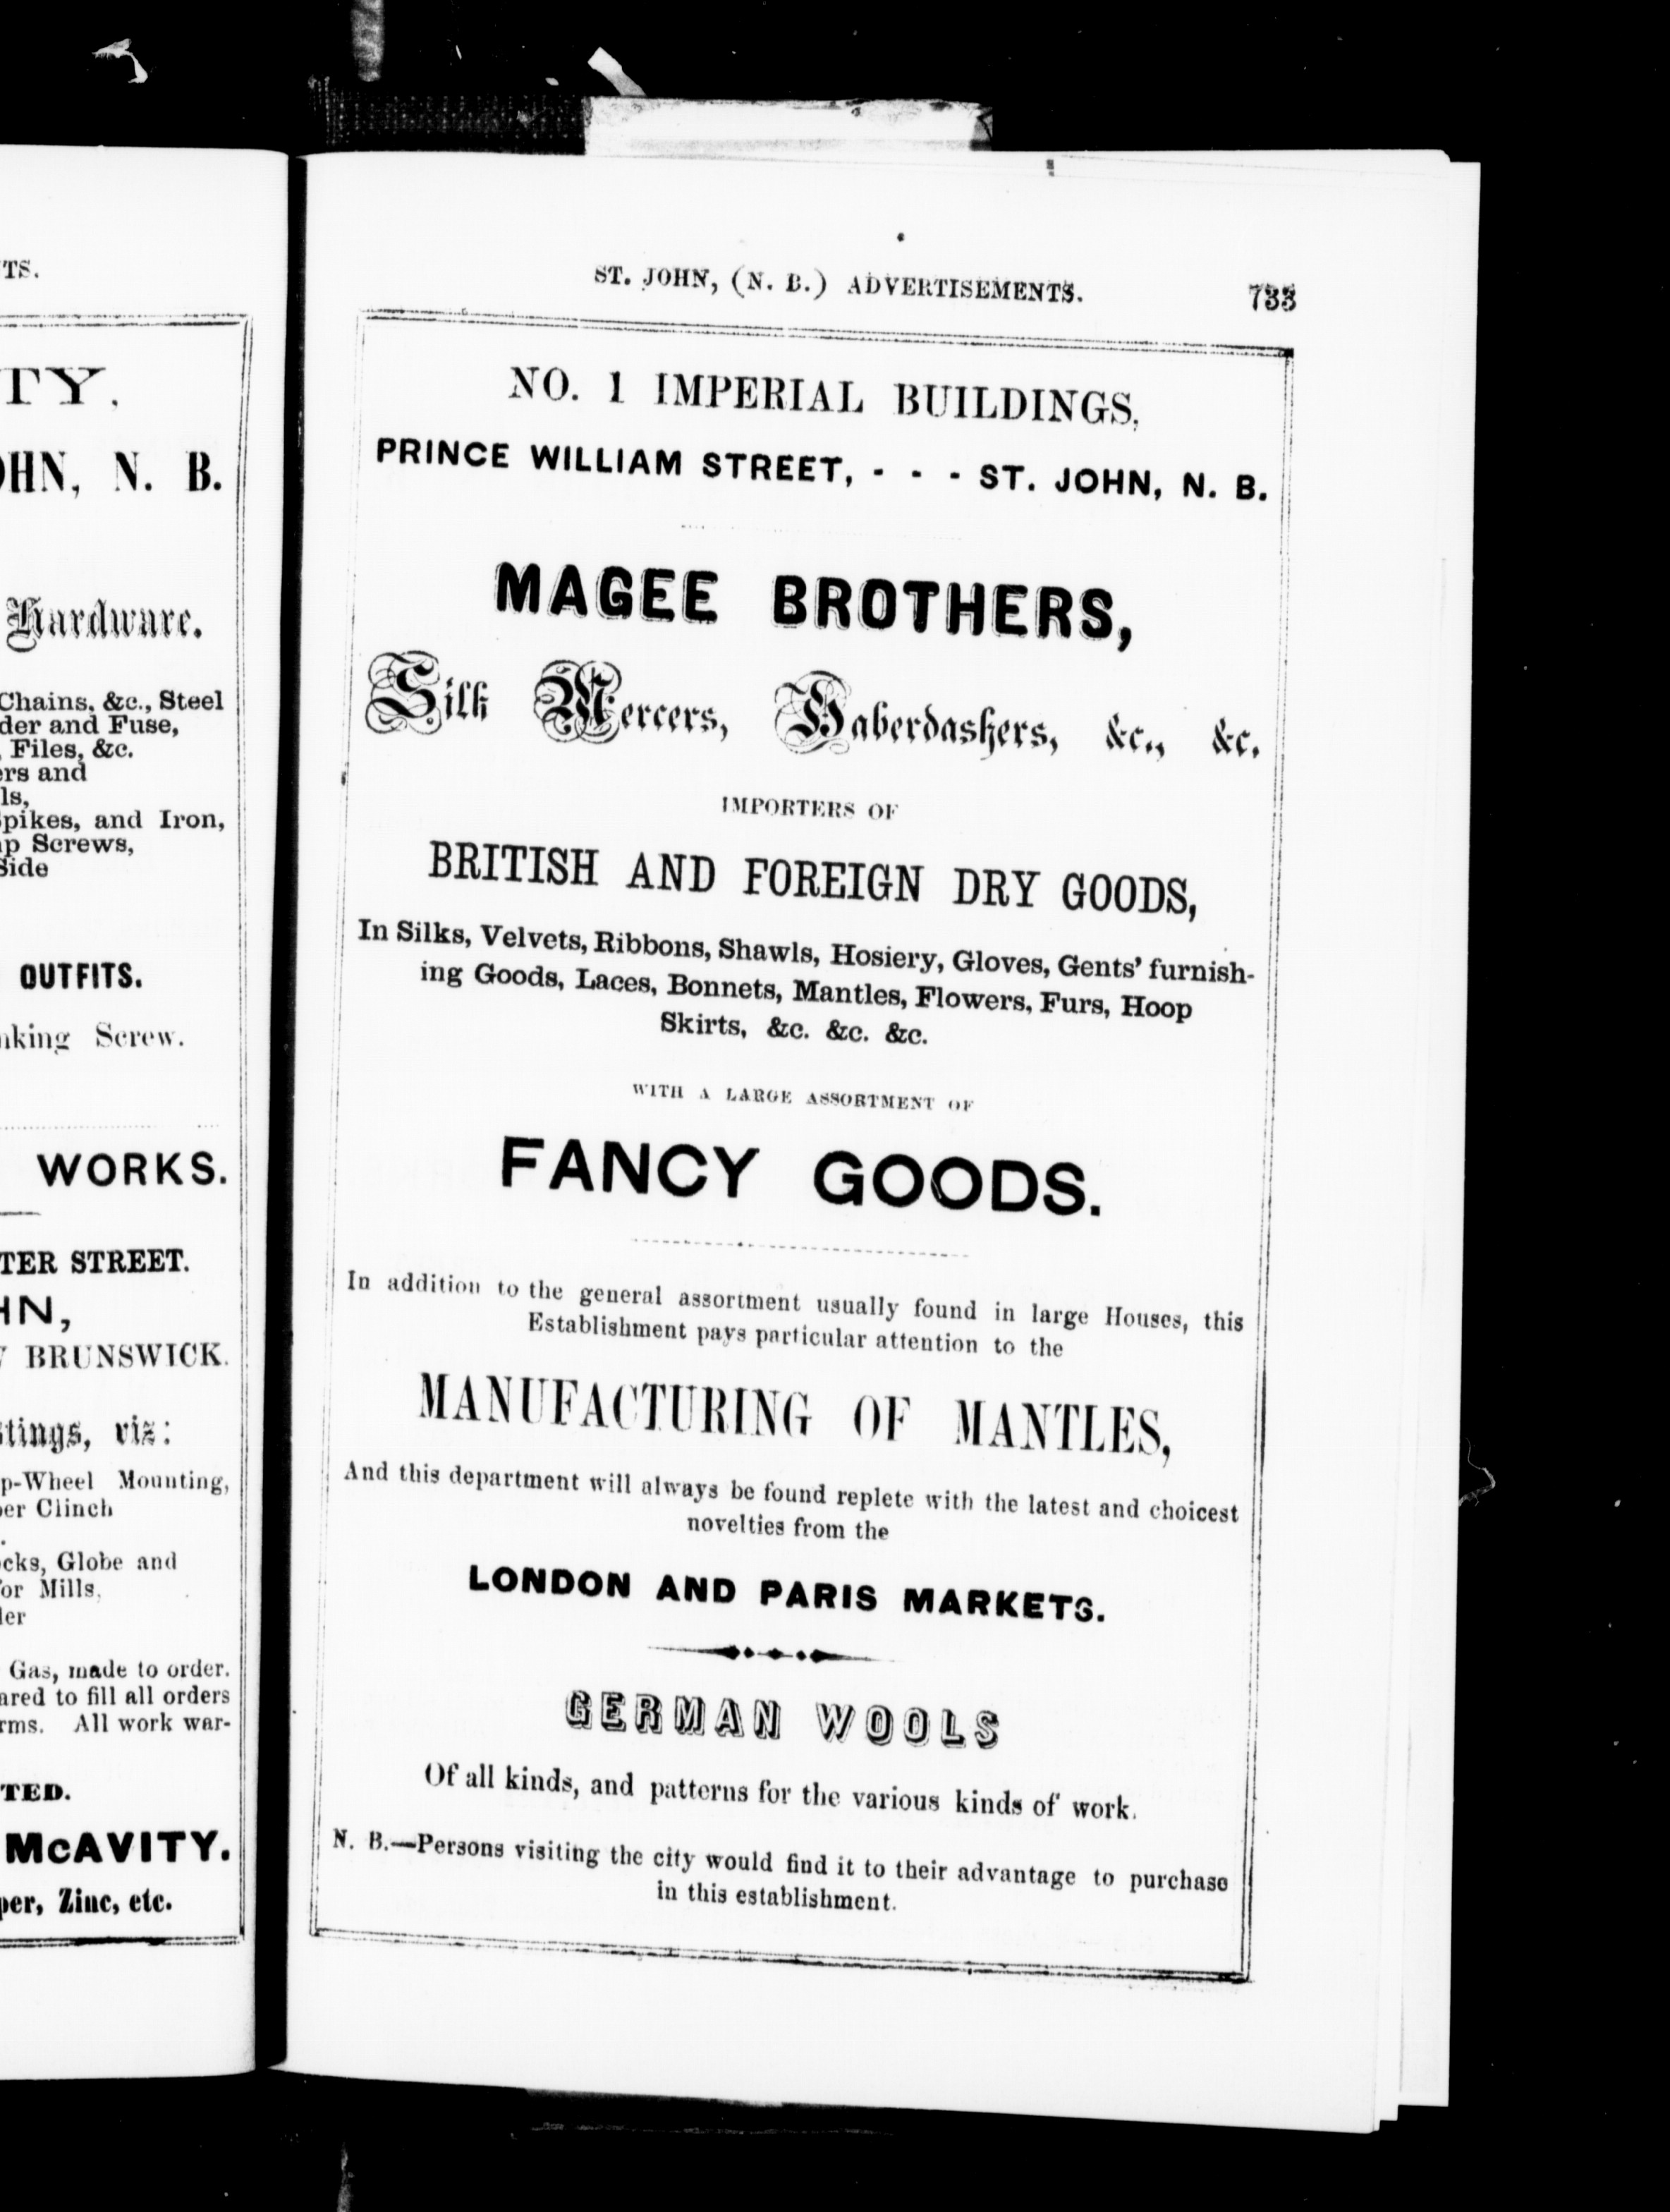 TS.
TY.
OHN, N. B.
Hardware.
Chains, &c., Steel
der and Fuse,
Files, &c.
ers and
ls,
pikes, and Iron,
p Screws,
Side
OUTFITS.
aking Screw.
WORKS.
TER STREET.
HN,
BRUNSWICK.
tings, viz:
p-Wheel Mounting,
per Clinch
cks, Globe and
for Mills,
ler
Gas, made to order.
ared to fill all orders
rms. All work war-
TED.
McAVITY.
per, Zinc, etc.
ST. JOHN, (N. B.) ADVERTISEMENTS. 733
NO. 1 IMPERIAL BUILDINGS,
PRINCE WILLIAM STREET, - - - ST. JOHN, N. B.
MAGEE BROTHERS,
Silk Mercers, Haberdashers, &c., &c.
IMPORTERS OF
BRITISH AND FOREIGN DRY GOODS,
In Silks, Velvets, Ribbons, Shawls, Hosiery, Gloves, Gents' furnish-
ing Goods, Laces, Bonnets, Mantles, Flowers, Furs, Hoop
Skirts, &c. &c. &c.
WITH A LARGE ASSORTMENT OF
FANCY GOODS.
In addition to the general assortment usually found in large Houses, this
Establishment pays particular attention to the
MANUFACTURING OF MANTLES,
And this department will always be found replete with the latest and choicest
novelties from the
LONDON AND PARIS MARKETS.
GERMAN WOOLS
Of all kinds, and patterns for the various kinds of work.
N. B.—Persons visiting the city would find it to their advantage to purchase
in this establishment.